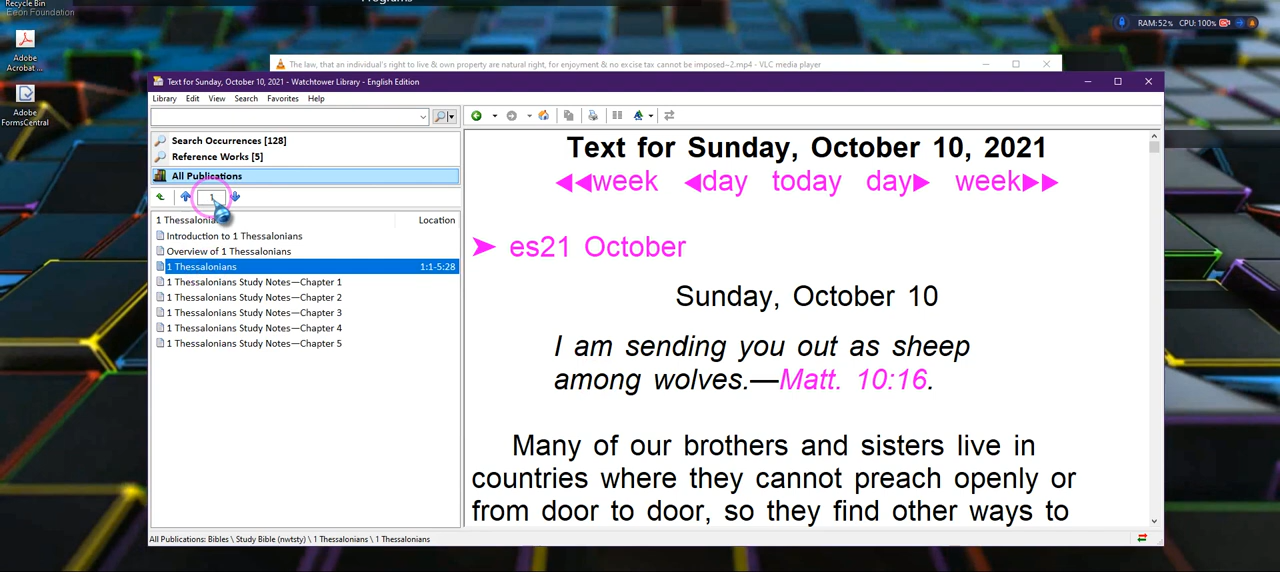 Recycle Bin
Eeon Foundation
Adobe
Acrobat ...
Adobe
FormsCentral
RAM:52% CPU:100%
The law, that an individual's right to live & own property are natural right, for enjoyment & no excise tax cannot be imposed--2.mp4 - VLC media player
Text for Sunday, October 10, 2021 - Watchtower Library - English Edition
Library Edit View Search Favorites Help
Search Occurrences [128]
Reference Works [5]
All Publications
1
1 Thessalonians Location
Introduction to 1 Thessalonians
Overview of 1 Thessalonians
1 Thessalonians 1:1-5:28
1 Thessalonians Study Notes—Chapter 1
1 Thessalonians Study Notes—Chapter 2
1 Thessalonians Study Notes—Chapter 3
1 Thessalonians Study Notes—Chapter 4
1 Thessalonians Study Notes—Chapter 5
Text for Sunday, October 10, 2021
◀◀week ◀day today day▶ week▶▶
➤ es21 October
Sunday, October 10
I am sending you out as sheep
among wolves.—Matt. 10:16.
Many of our brothers and sisters live in
countries where they cannot preach openly or
from door to door, so they find other ways to
All Publications: Bibles \ Study Bible (nwtsty) \ 1 Thessalonians \ 1 Thessalonians